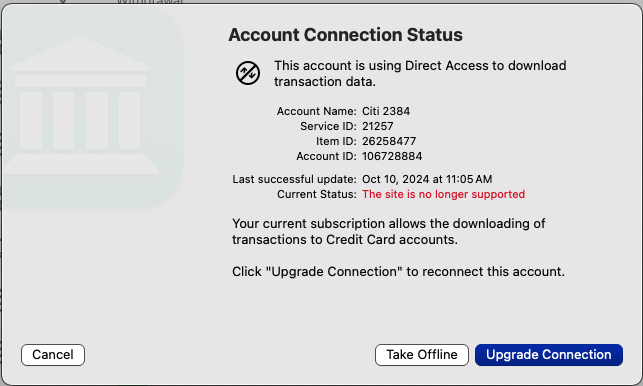 Account Connection Status
This account is using Direct Access to download
transaction data.
Account Name: Citi 2384
Service ID: 21257
Item ID: 26258477
Account ID: 106728884
Last successful update: Oct 10, 2024 at 11:05 AM
Current Status: The site is no longer supported
Your current subscription allows the downloading of
transactions to Credit Card accounts.
Click "Upgrade Connection" to reconnect this account.
Cancel
Take Offline
Upgrade Connection